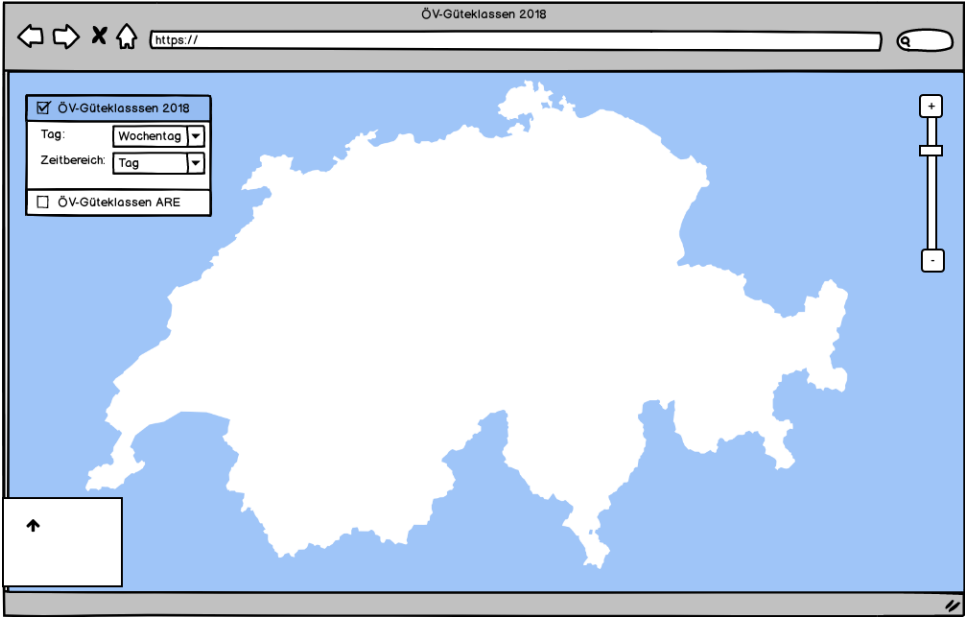 ÖV-Güteklassen 2018
https://
ÖV-Güteklasssen 2018
Tag: Wochentag
Zeitbereich: Tag
ÖV-Güteklassen ARE
+
-